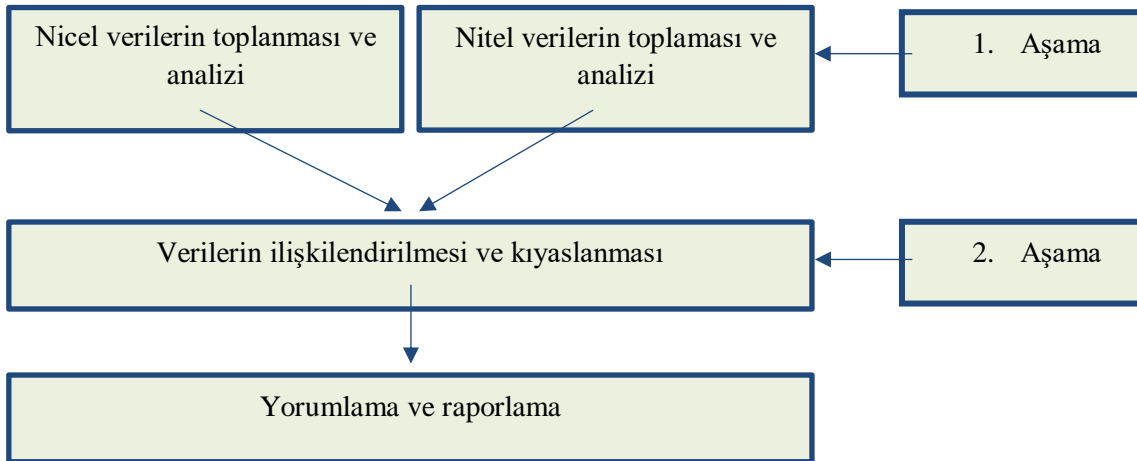 Nicel verilerin toplanması ve
analizi
Nitel verilerin toplaması ve
analizi
1. Aşama
Verilerin ilişkilendirilmesi ve kıyaslanması
2. Aşama
Yorumlama ve raporlama